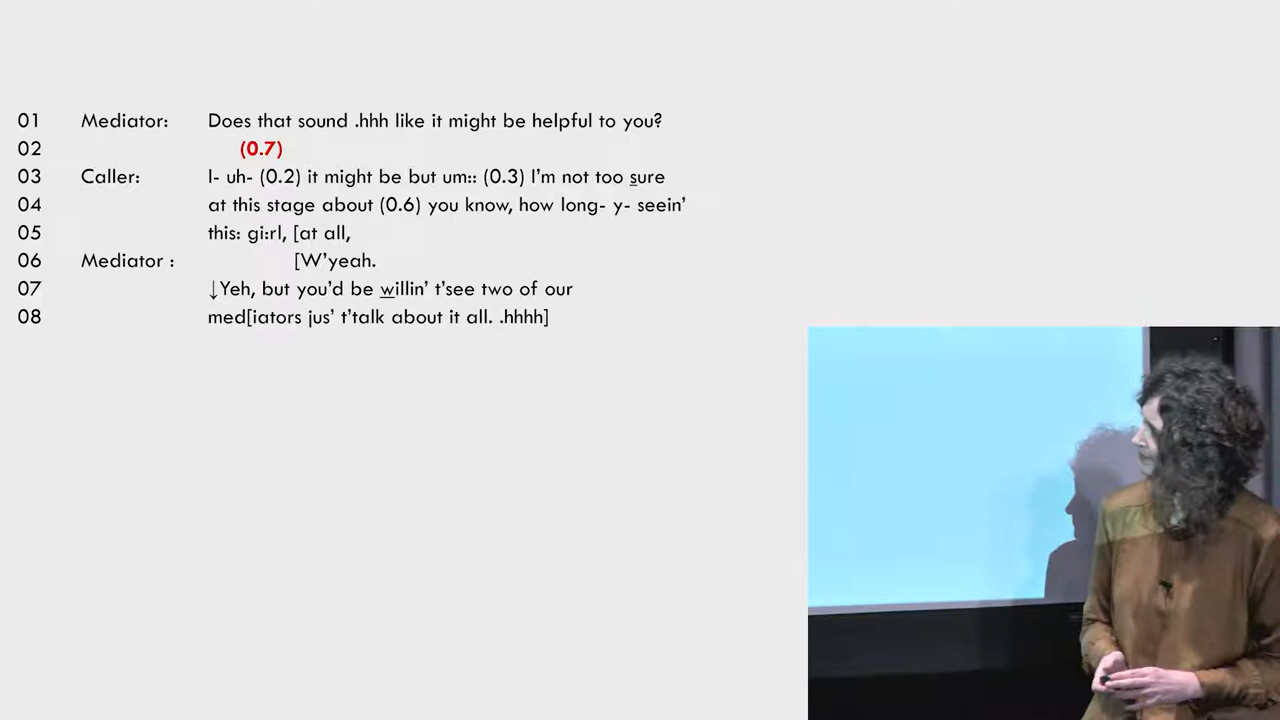 01 Mediator: Does that sound .hhh like it might be helpful to you?
02 (0.7)
03 Caller: I- uh- (0.2) it might be but um:: (0.3) I'm not too sure
04 at this stage about (0.6) you know, how long- y- seein'
05 this: gi:rl, [at all,
06 Mediator : [W'yeah.
07 ↓Yeh, but you'd be willin' t'see two of our
08 med[iators jus' t'talk about it all. .hhhh]